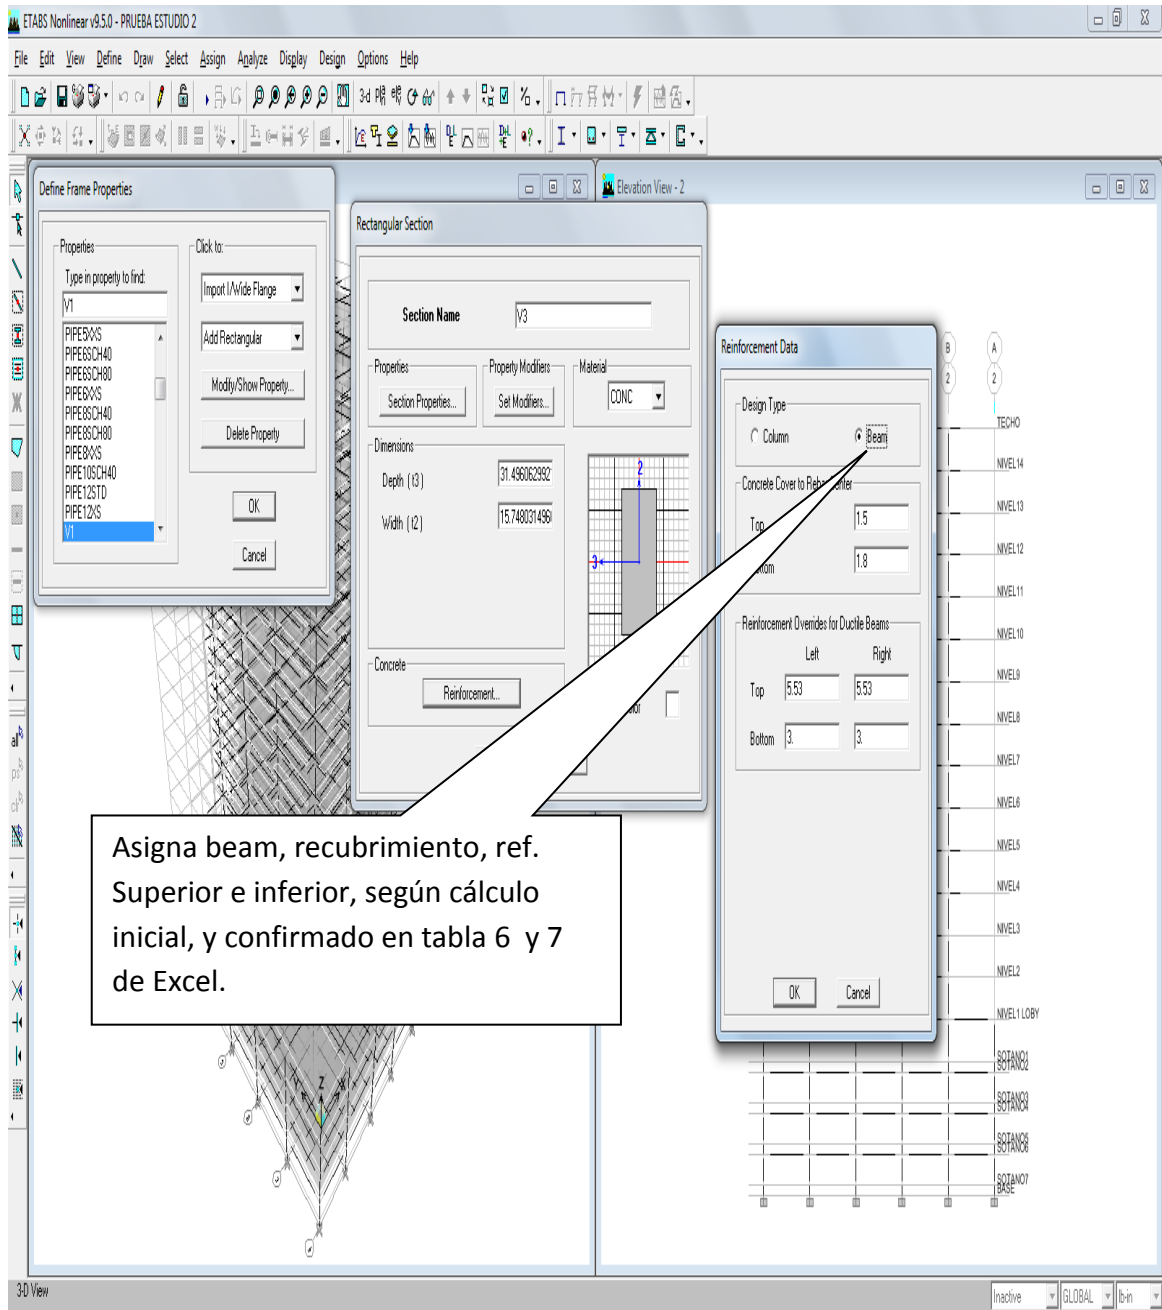 ETABS Nonlinear v9.5.0 - PRUEBA ESTUDIO 2
File Edit View Define Draw Select Assign Analyze Display Design Options Help
3-d
Define Frame Properties
Properties
Type in property to find:
V1
PIPE5XXS
PIPE6SCH40
PIPE6SCH80
PIPE6XXS
PIPE8SCH40
PIPE8SCH80
PIPE8XXS
PIPE10SCH40
PIPE12STD
PIPE12XS
V1
Click to:
Import I/Wide Flange
Add Rectangular
Modify/Show Property...
Delete Property
OK
Cancel
Rectangular Section
Section Name V3
Properties
Section Properties...
Property Modifiers
Set Modifiers...
Material
CONC
Dimensions
Depth ( t3 ) 31.496062992
Width ( t2 ) 15.748031496
2
3
Concrete
Reinforcement...
Elevation View - 2
Reinforcement Data
Design Type
Column Beam
Concrete Cover to Rebar Center
Top 1.5
1.8
Reinforcement Overrides for Ductile Beams
Left Right
Top 5.53 5.53
Bottom 3. 3.
OK Cancel
B A
2 2
TECHO
NIVEL14
NIVEL13
NIVEL12
NIVEL11
NIVEL10
NIVEL9
NIVEL8
NIVEL7
NIVEL6
NIVEL5
NIVEL4
NIVEL3
NIVEL2
NIVEL1 LOBY
SOTANO1
SOTANO2
SOTANO3
SOTANO4
SOTANO5
SOTANO6
SOTANO7
BASE
Asigna beam, recubrimiento, ref.
Superior e inferior, según cálculo
inicial, y confirmado en tabla 6 y 7
de Excel.
Z
3-D View
Inactive GLOBAL lb-in